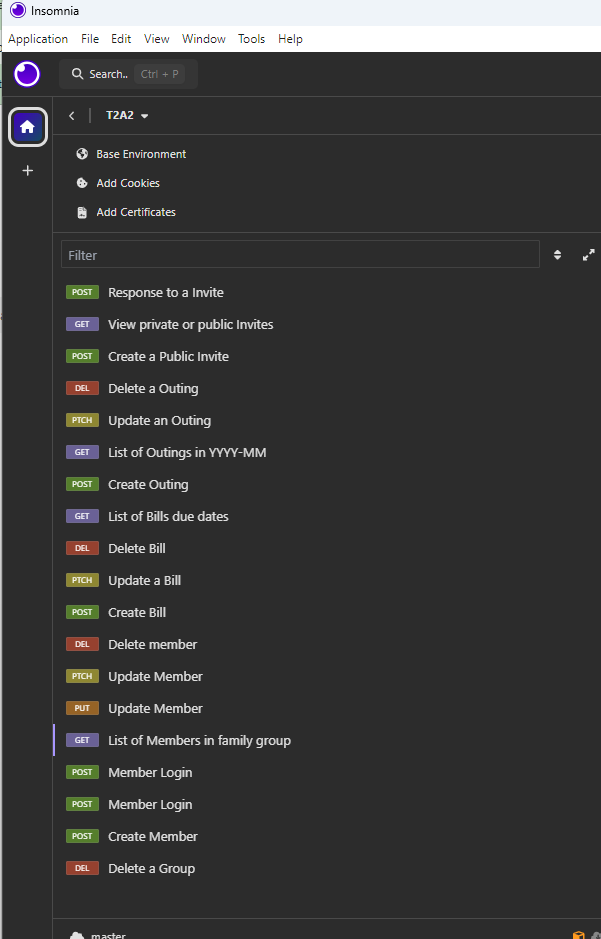 Insomnia
Application File Edit View Window Tools Help
Search.. Ctrl + P
T2A2
Base Environment
Add Cookies
Add Certificates
Filter
POST Response to a Invite
GET View private or public Invites
POST Create a Public Invite
DEL Delete a Outing
PTCH Update an Outing
GET List of Outings in YYYY-MM
POST Create Outing
GET List of Bills due dates
DEL Delete Bill
PTCH Update a Bill
POST Create Bill
DEL Delete member
PTCH Update Member
PUT Update Member
GET List of Members in family group
POST Member Login
POST Member Login
POST Create Member
DEL Delete a Group
master